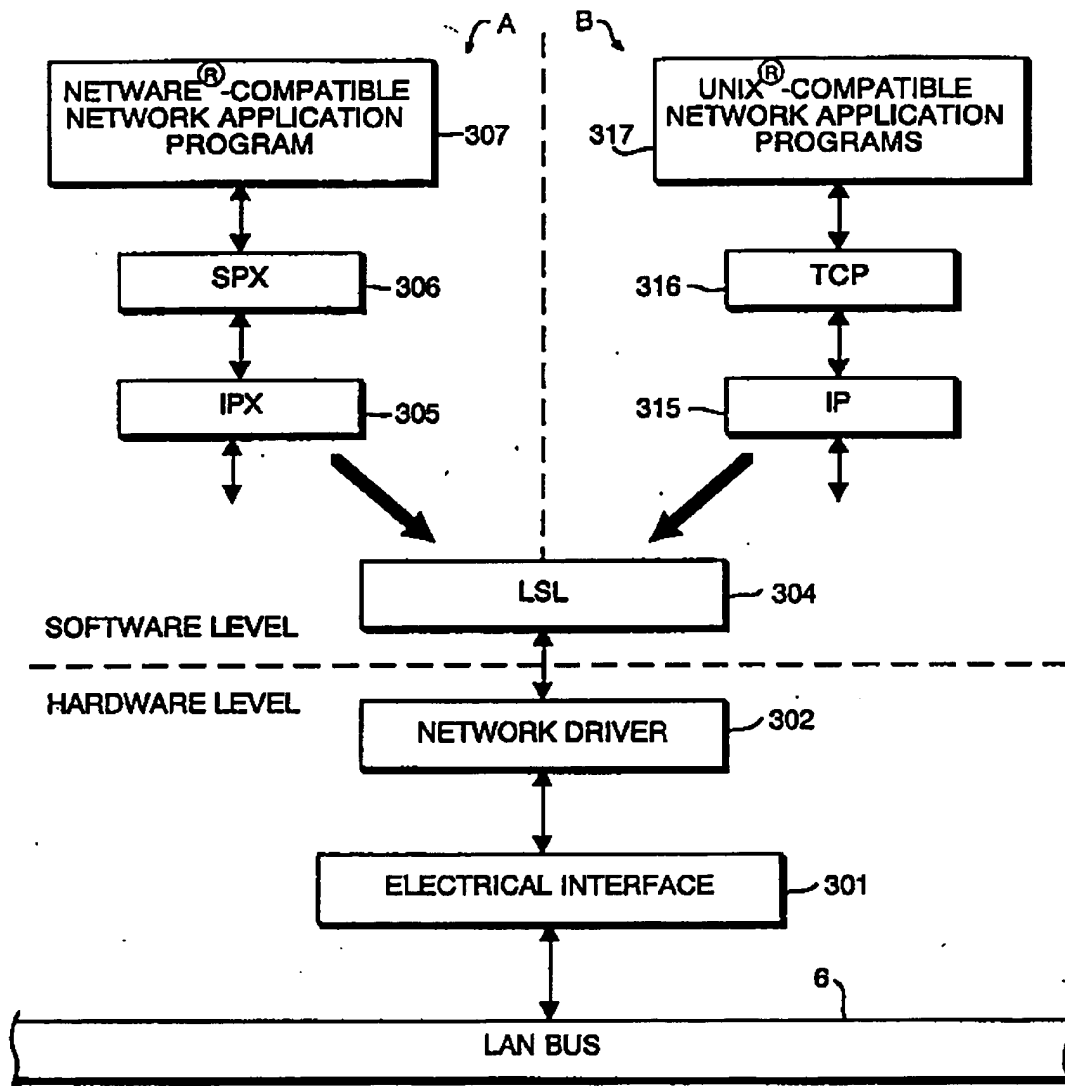 A
B
NETWARE®-COMPATIBLE
NETWORK APPLICATION
PROGRAM
307
UNIX®-COMPATIBLE
NETWORK APPLICATION
PROGRAMS
317
SPX
306
TCP
316
IPX
305
IP
315
LSL
304
SOFTWARE LEVEL
HARDWARE LEVEL
NETWORK DRIVER
302
ELECTRICAL INTERFACE
301
6
LAN BUS